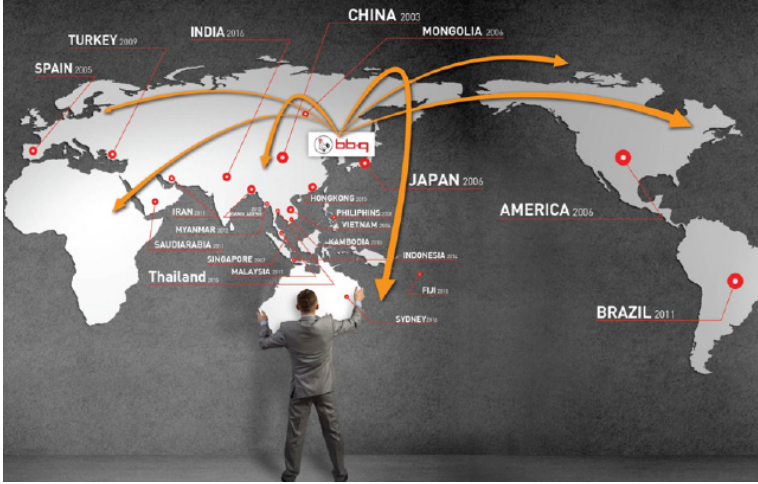 CHINA 2003
INDIA 2016
MONGOLIA 2006
TURKEY 2009
SPAIN 2005
bb.q
JAPAN 2006
HONGKONG
IRAN 2011
PHILIPHINS
AMERICA 2006
MYANMAR
VIETNAM
SAUDIARABIA
KAMBODIA
SINGAPORE
INDONESIA
Thailand
MALAYSIA
FIJI
BRAZIL 2011
SYDNEY